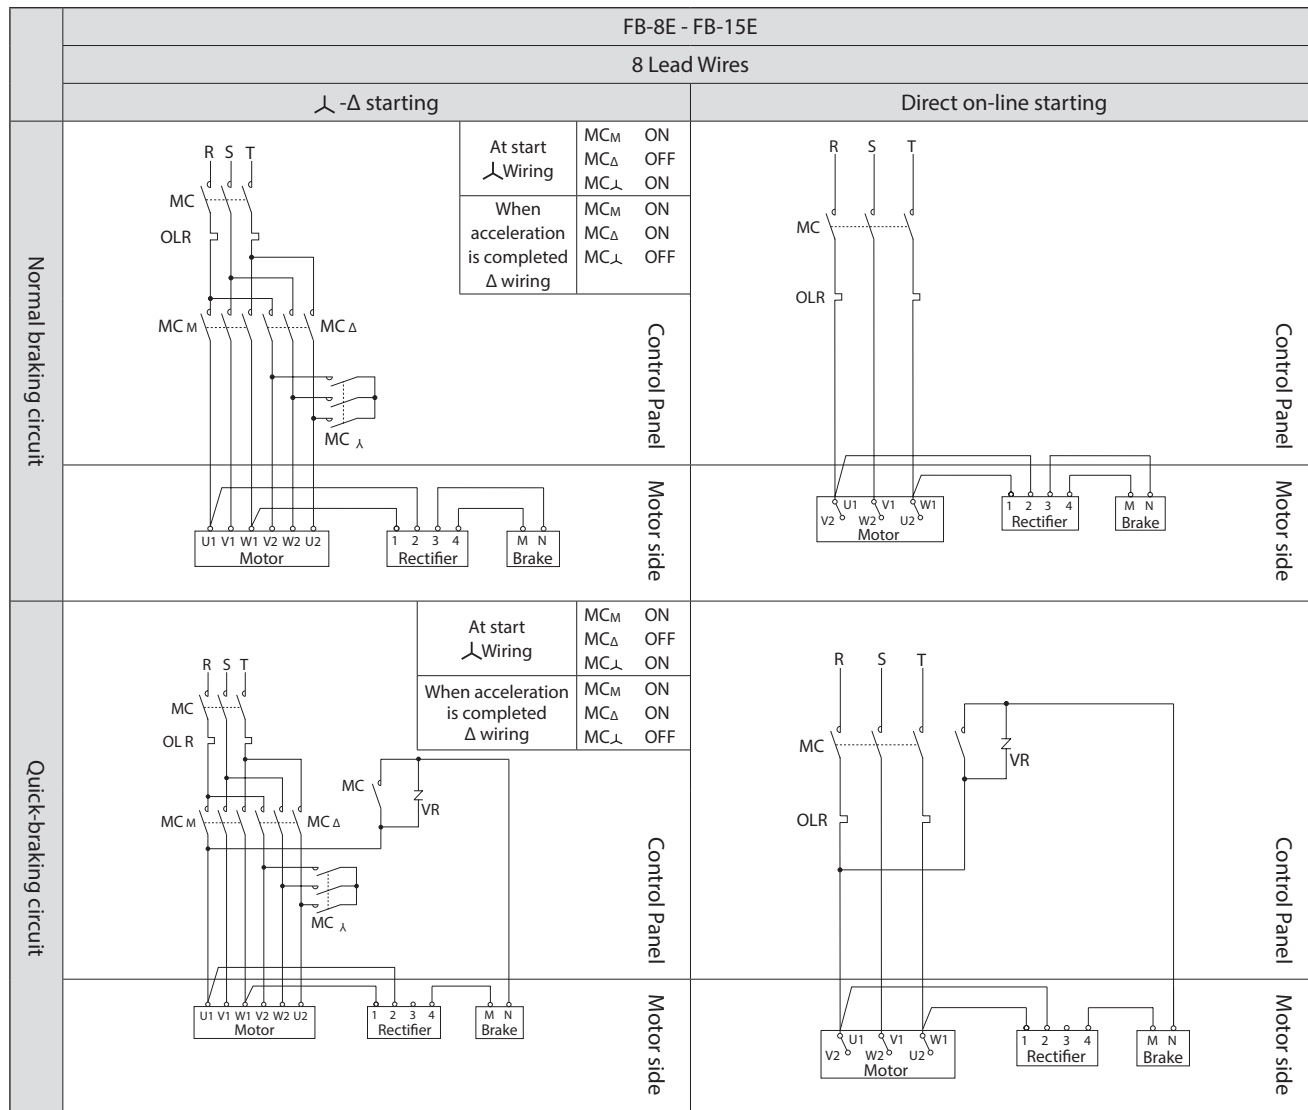 FB-8E - FB-15E
8 Lead Wires
⅄ -Δ starting
Direct on-line starting
Normal braking circuit
R S T
MC
OLR
MC M
MC Δ
MC ⅄
At start
⅄ Wiring
MCM ON
MCΔ OFF
MC⅄ ON
When
acceleration
is completed
Δ wiring
MCM ON
MCΔ ON
MC⅄ OFF
Control Panel
U1 V1 W1 V2 W2 U2
Motor
1 2 3 4
Rectifier
M N
Brake
Motor side
R S T
MC
OLR
Control Panel
U1 V1 W1
V2 W2 U2
Motor
1 2 3 4
Rectifier
M N
Brake
Motor side
Quick-braking circuit
At start
⅄ Wiring
MCM ON
MCΔ OFF
MC⅄ ON
When acceleration
is completed
Δ wiring
MCM ON
MCΔ ON
MC⅄ OFF
R S T
MC
OL R
MC
VR
MC M
MC Δ
MC ⅄
Control Panel
U1 V1 W1 V2 W2 U2
Motor
1 2 3 4
Rectifier
M N
Brake
Motor side
R S T
MC
VR
OLR
Control Panel
U1 V1 W1
V2 W2 U2
Motor
1 2 3 4
Rectifier
M N
Brake
Motor side